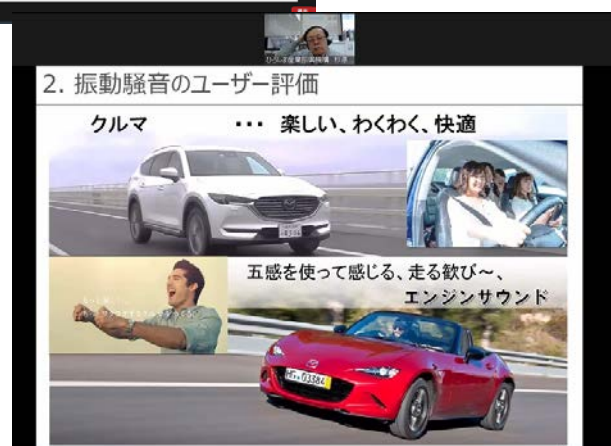 2. 振動騒音のユーザー評価
クルマ ・・・ 楽しい、わくわく、快適
五感を使って感じる、走る歓び～、
エンジンサウンド